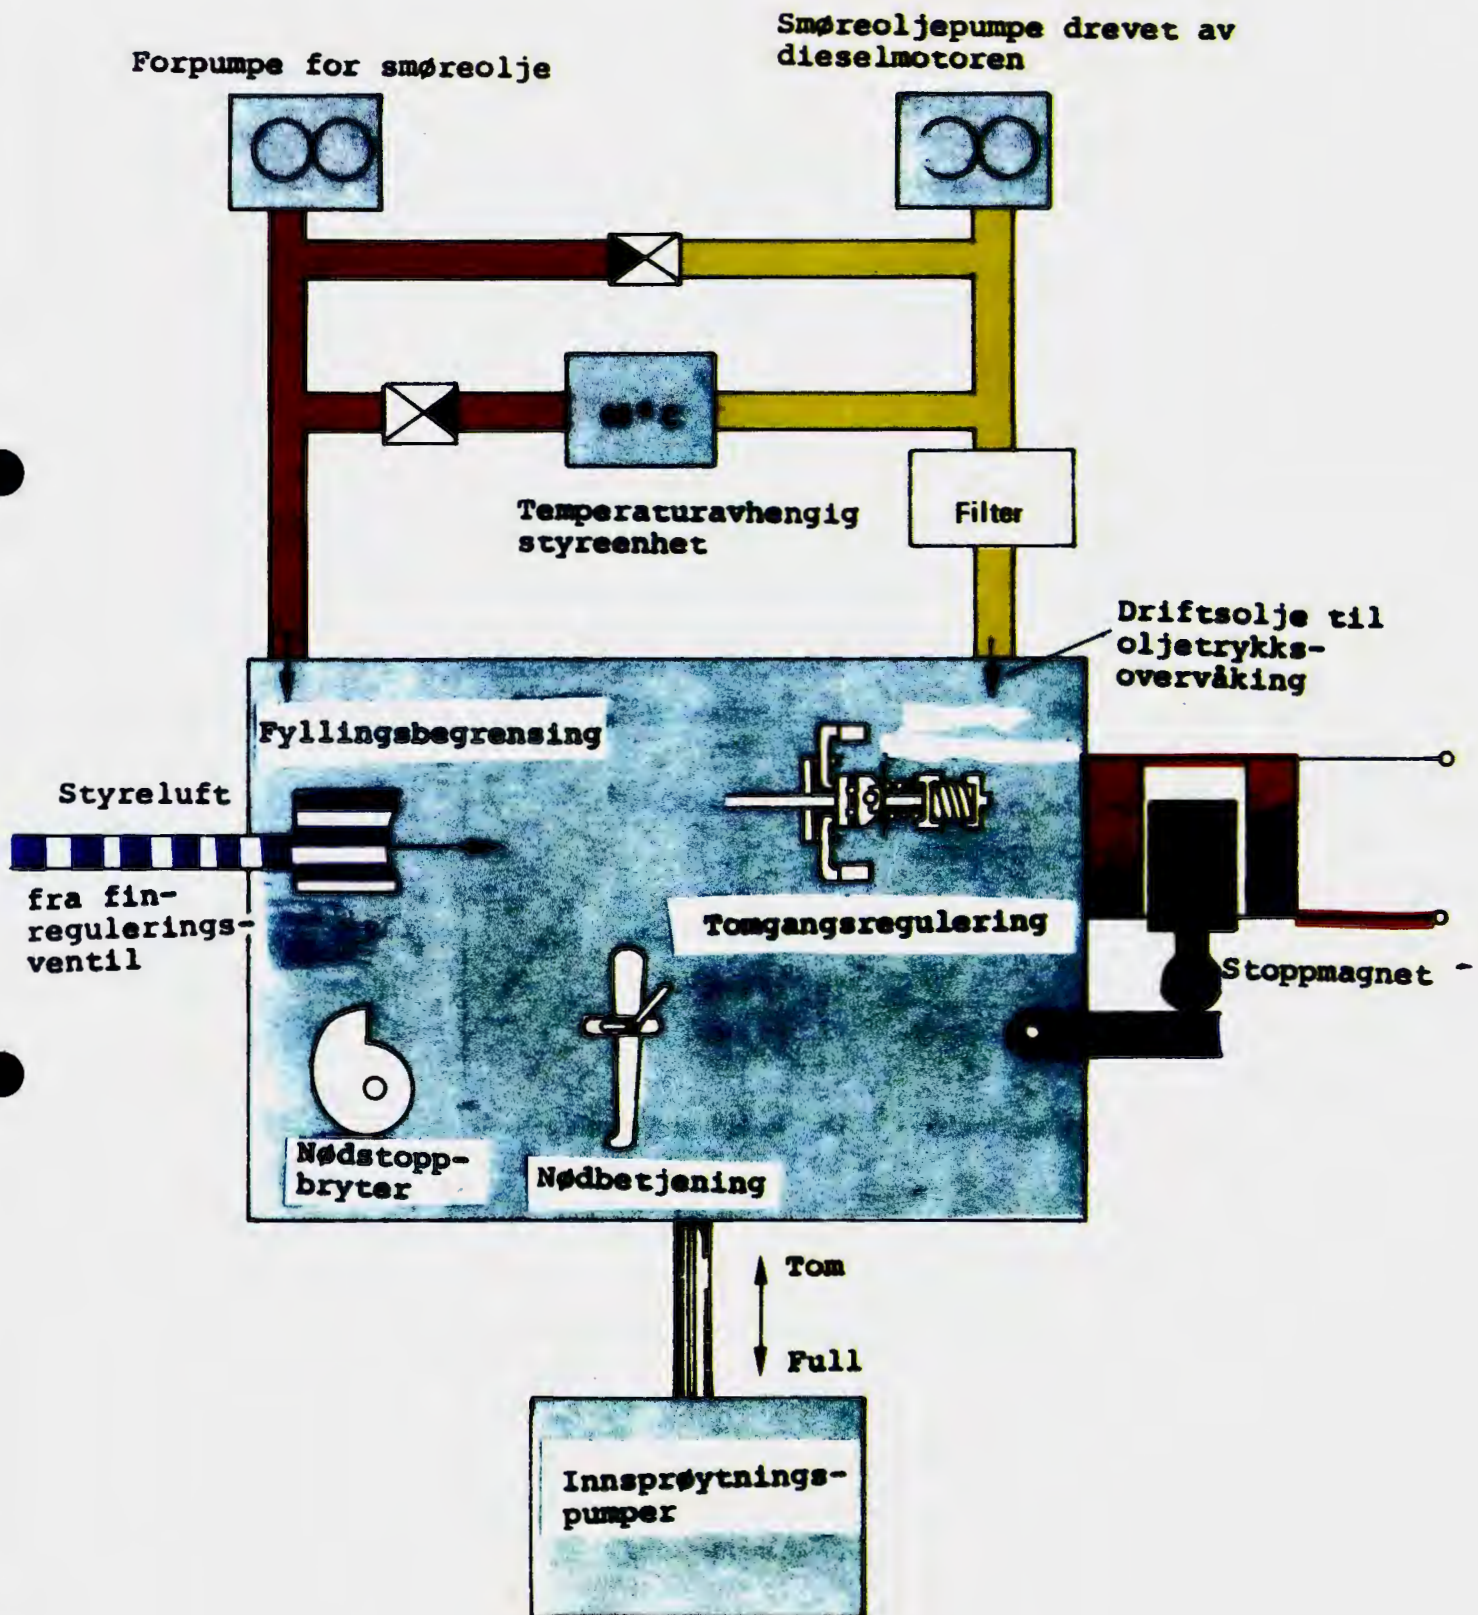 Smøreoljepumpe drevet av
dieselmotoren
Forpumpe for smøreolje
Temperaturavhengig
styreenhet
Filter
Driftsolje til
oljetrykks-
overvåking
Fyllingsbegrensing
Styreluft
fra fin-
regulerings-
ventil
Tomgangsregulering
Stoppmagnet -
Nødstopp-
bryter
Nødbetjening
Tom
Full
Innsprøytnings-
pumper